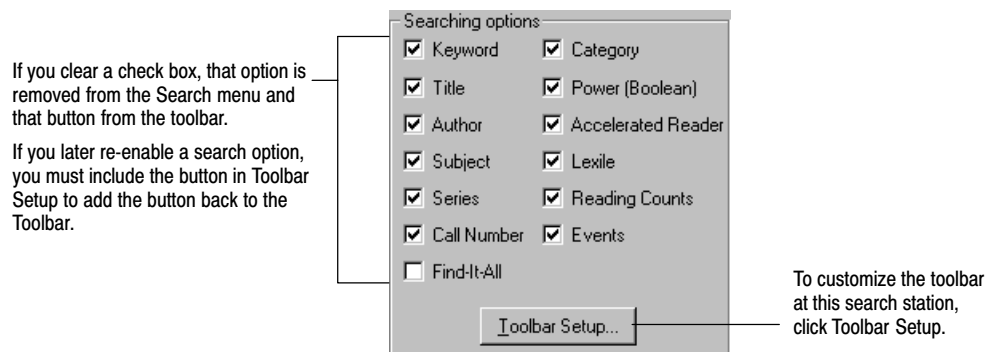 Searching options
Keyword
Category
Title
Power (Boolean)
Author
Accelerated Reader
Subject
Lexile
Series
Reading Counts
Call Number
Events
Find-It-All
Toolbar Setup...
If you clear a check box, that option is
removed from the Search menu and
that button from the toolbar.
If you later re-enable a search option,
you must include the button in Toolbar
Setup to add the button back to the
Toolbar.
To customize the toolbar
at this search station,
click Toolbar Setup.